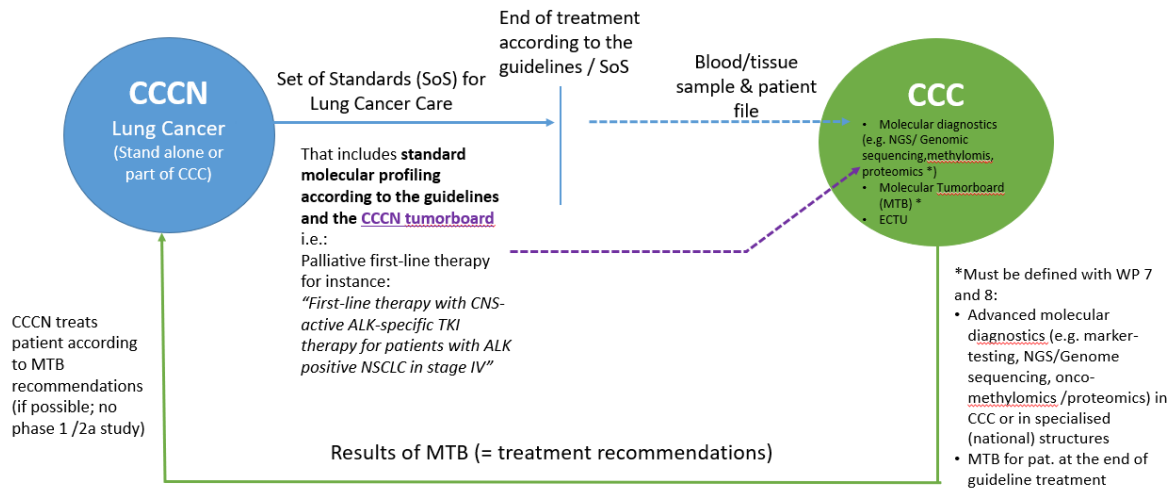 CCCN
Lung Cancer
(Stand alone or
part of CCC)
Set of Standards (SoS) for
Lung Cancer Care
End of treatment
according to the
guidelines / SoS
Blood/tissue
sample & patient
file
That includes standard
molecular profiling
according to the guidelines
and the CCCN tumorboard
i.e.:
Palliative first-line therapy
for instance:
“First-line therapy with CNS-
active ALK-specific TKI
therapy for patients with ALK
positive NSCLC in stage IV”
CCC
• Molecular diagnostics
(e.g. NGS/ Genomic
sequencing,methylomis,
proteomics *)
• Molecular Tumorboard
(MTB) *
• ECTU
*Must be defined with WP 7
and 8:
• Advanced molecular
diagnostics (e.g. marker-
testing, NGS/Genome
sequencing, onco-
methylomics /proteomics) in
CCC or in specialised
(national) structures
• MTB for pat. at the end of
guideline treatment
CCCN treats
patient according
to MTB
recommendations
(if possible; no
phase 1 /2a study)
Results of MTB (= treatment recommendations)